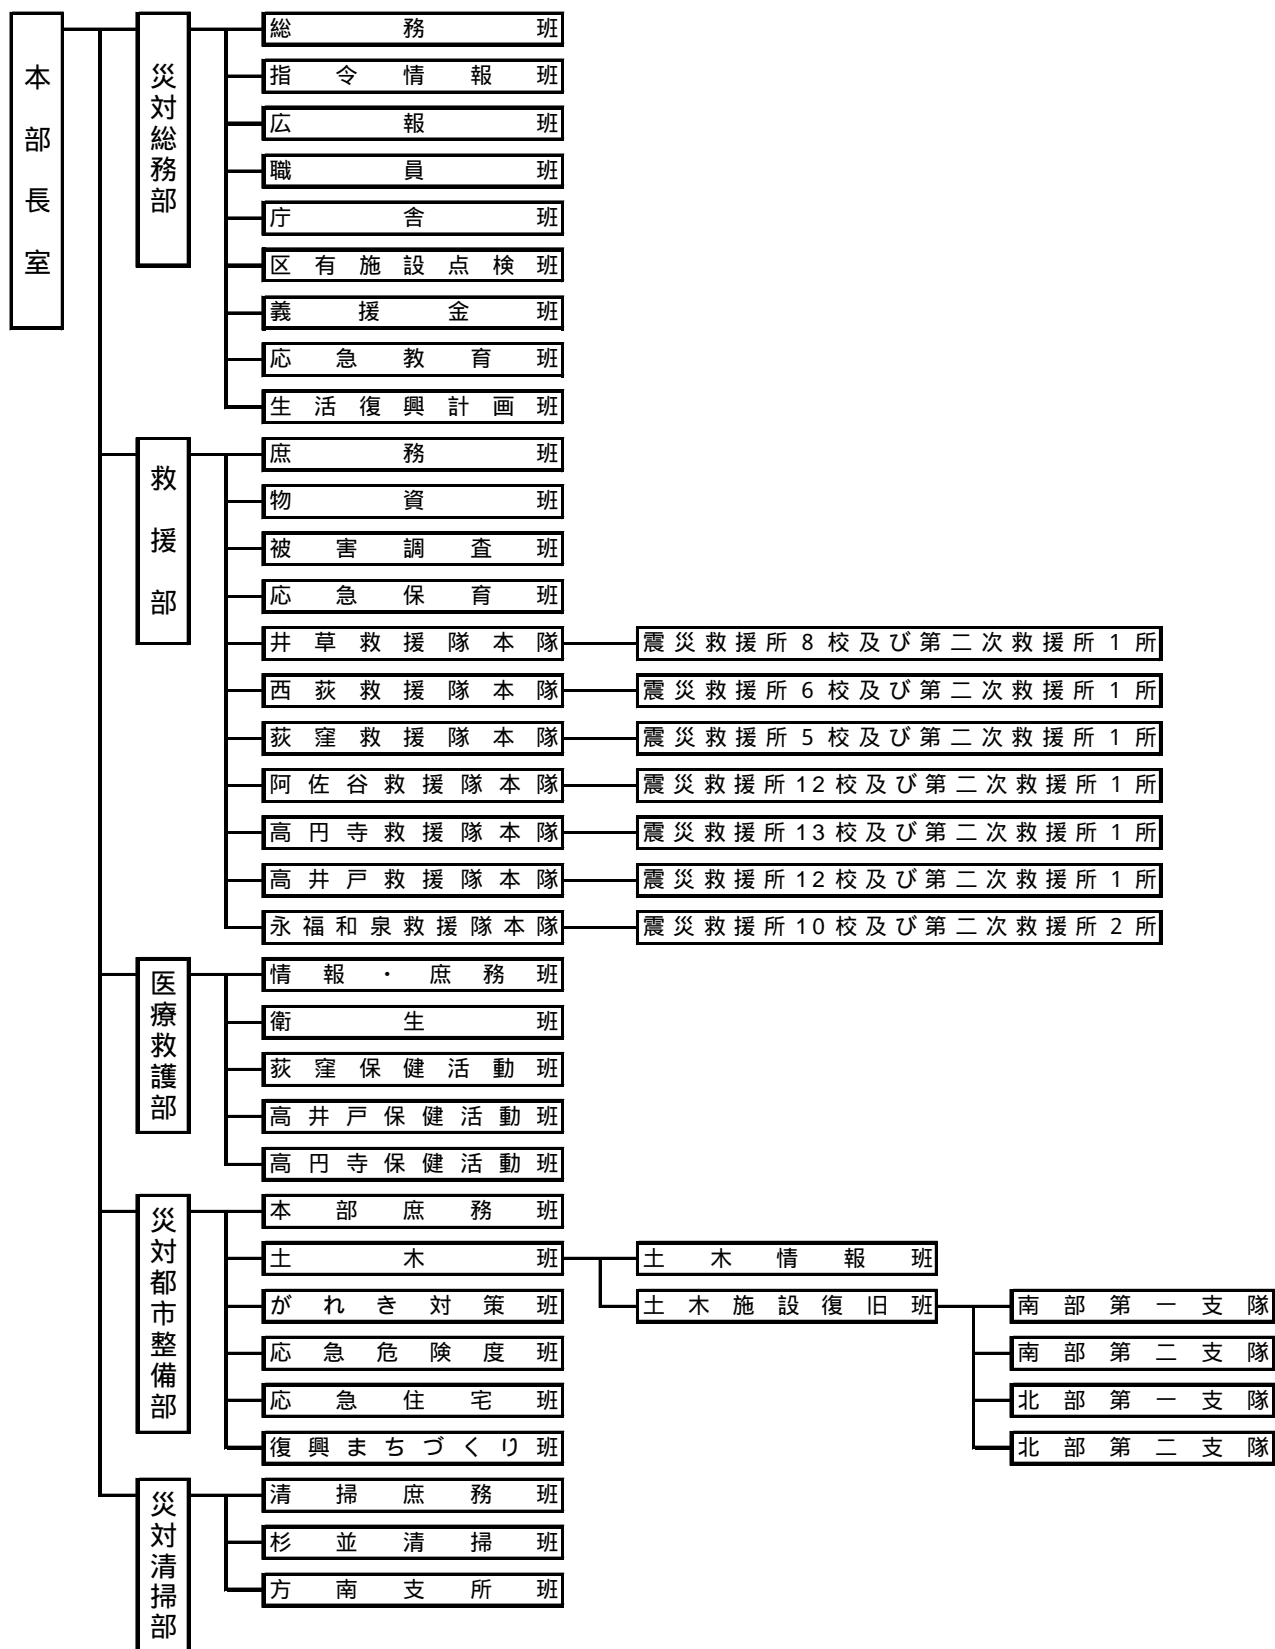 本部長室
災対総務部
総務班
指令情報班
広報班
職員班
庁舎班
区有施設点検班
義援金班
応急教育班
生活復興計画班
救援部
庶務班
物資班
被害調査班
応急保育班
井草救援隊本隊
震災救援所8校及び第二次救援所1所
西荻救援隊本隊
震災救援所6校及び第二次救援所1所
荻窪救援隊本隊
震災救援所5校及び第二次救援所1所
阿佐谷救援隊本隊
震災救援所12校及び第二次救援所1所
高円寺救援隊本隊
震災救援所13校及び第二次救援所1所
高井戸救援隊本隊
震災救援所12校及び第二次救援所1所
永福和泉救援隊本隊
震災救援所10校及び第二次救援所2所
医療救護部
情報・庶務班
衛生班
荻窪保健活動班
高井戸保健活動班
高円寺保健活動班
災対都市整備部
本部庶務班
土木班
土木情報班
土木施設復旧班
南部第一支隊
南部第二支隊
北部第一支隊
北部第二支隊
がれき対策班
応急危険度班
応急住宅班
復興まちづくり班
災対清掃部
清掃庶務班
杉並清掃班
方南支所班